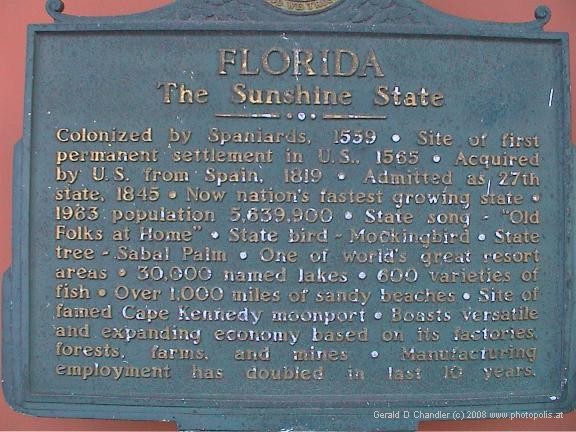 FLORIDA
The Sunshine State
Colonized by Spaniards, 1559 • Site of first
permanent settlement in U.S., 1565 • Acquired
by U.S. from Spain, 1819 • Admitted as 27th
state, 1845 • Now nation's fastest growing state •
1963 population 5,639,900 • State song - "Old
Folks at Home" • State bird - Mockingbird • State
tree - Sabal Palm • One of world's great resort
areas • 30,000 named lakes • 600 varieties of
fish • Over 1,000 miles of sandy beaches • Site of
famed Cape Kennedy moonport • Boasts versatile
and expanding economy based on its factories,
forests, farms, and mines • Manufacturing
employment has doubled in last 10 years.
Gerald D Chandler (c) 2008 www.photopolis.at